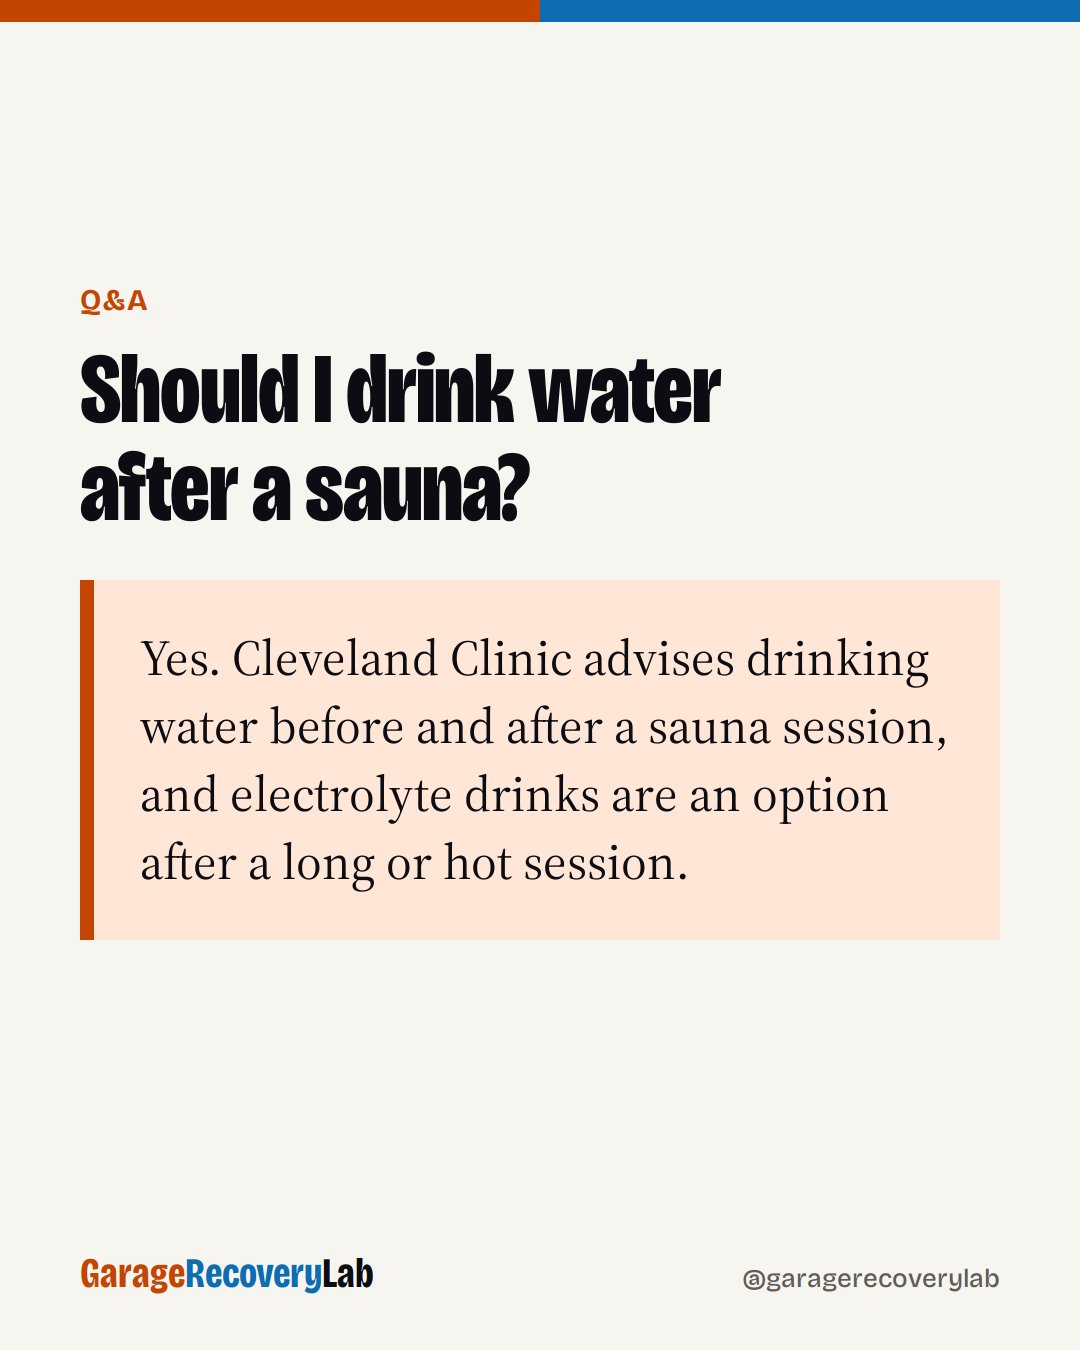 Q&A
Should I drink water
after a sauna?
Yes. Cleveland Clinic advises drinking
water before and after a sauna session,
and electrolyte drinks are an option
after a long or hot session.
GarageRecoveryLab
@garagerecoverylab